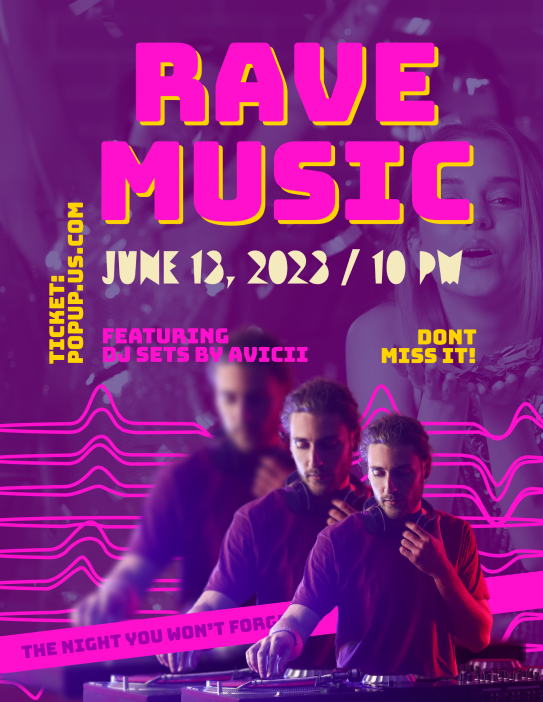 RAVE
MUSIC
JUNE 13, 2023 / 10 PM
TICKET:
POPUP.US.COM
FEATURING
DJ SETS BY AVICII
DONT
MISS IT!
THE NIGHT YOU WON'T